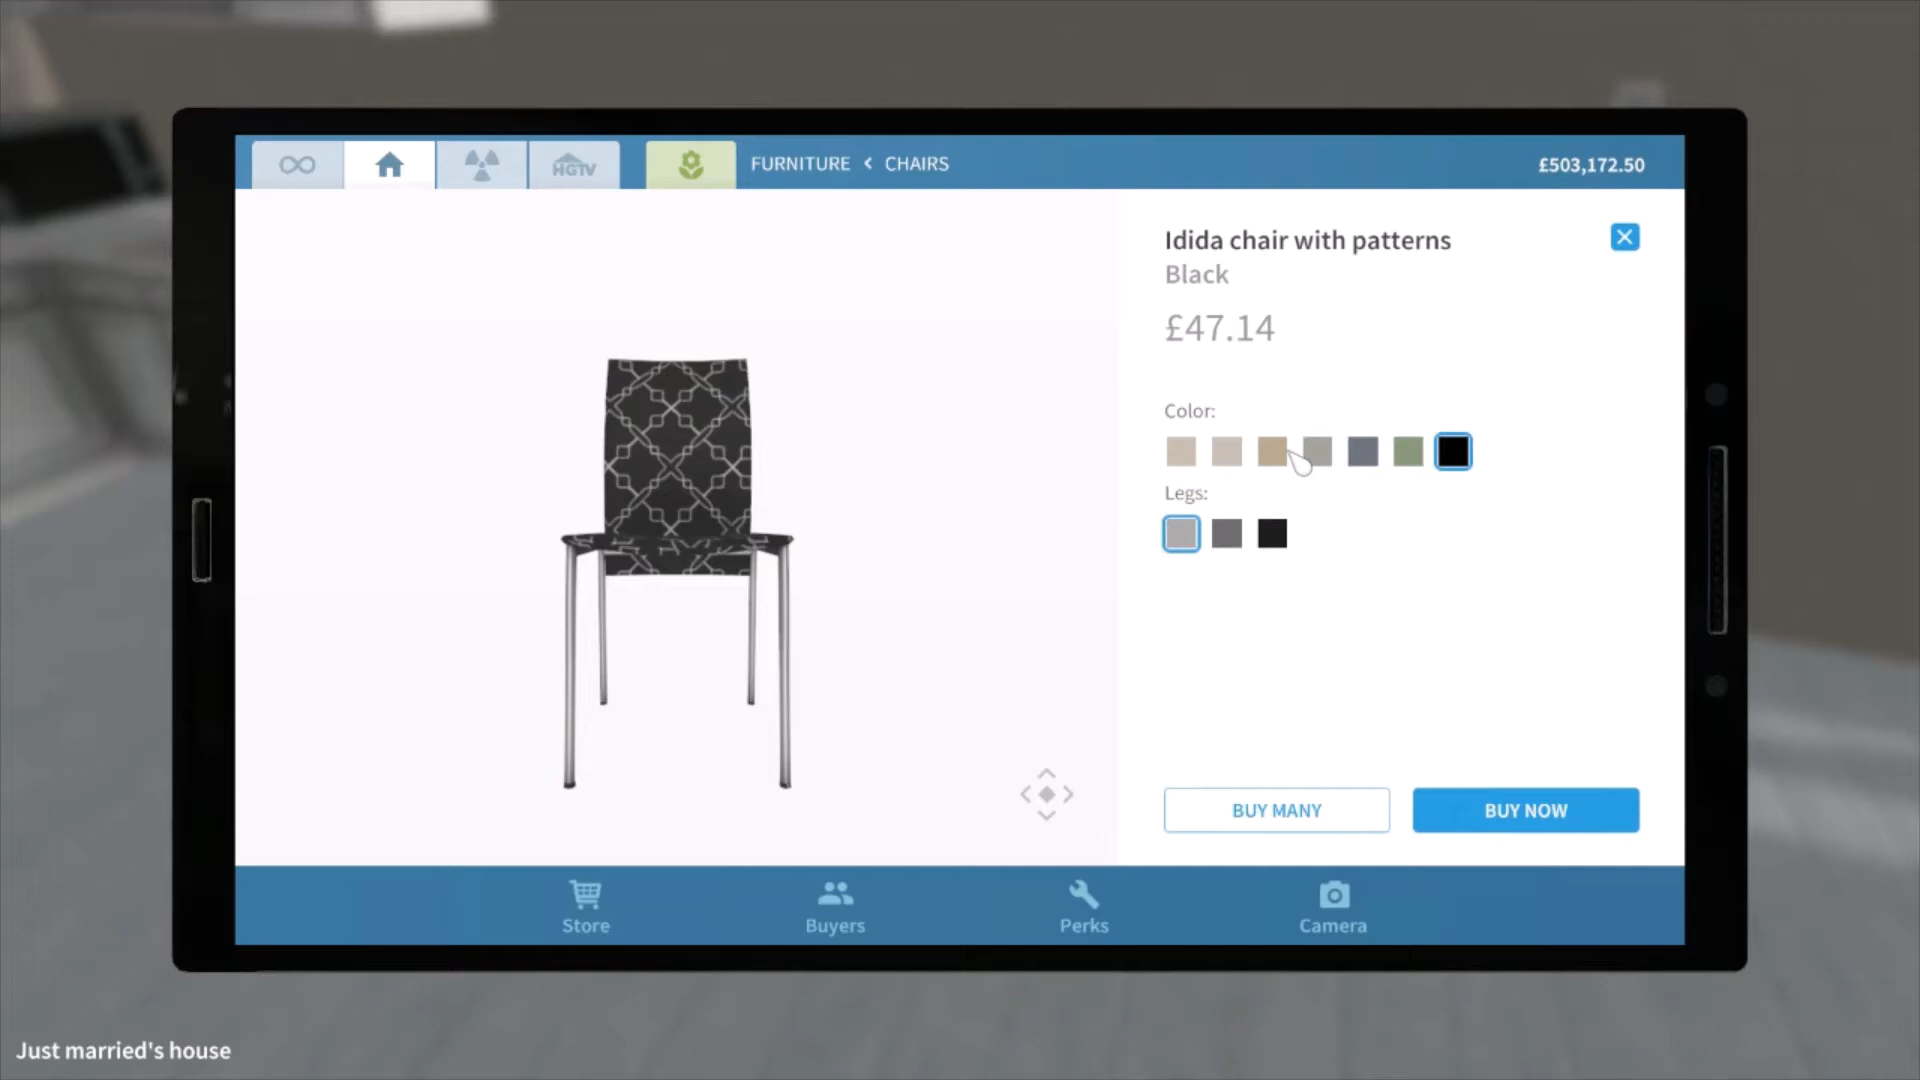 HGTV
FURNITURE < CHAIRS
£503,172.50
Idida chair with patterns
Black
£47.14
Color:
Legs:
BUY MANY
BUY NOW
Store
Buyers
Perks
Camera
Just married's house